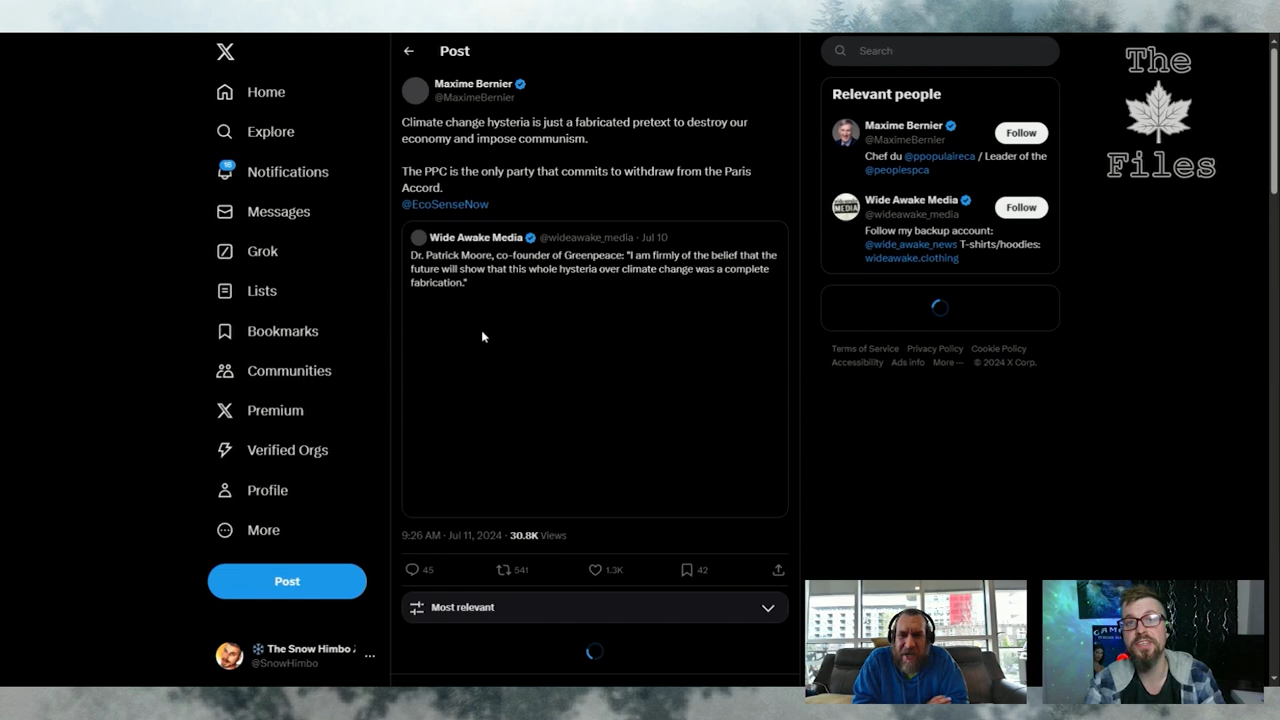 Post
Search
The
Files
Home
Explore
16
Notifications
Messages
Grok
Lists
Bookmarks
Communities
Premium
Verified Orgs
Profile
More
Post
The Snow Himbo
@SnowHimbo
Maxime Bernier
@MaximeBernier
Climate change hysteria is just a fabricated pretext to destroy our
economy and impose communism.
The PPC is the only party that commits to withdraw from the Paris
Accord.
@EcoSenseNow
Wide Awake Media @wideawake_media · Jul 10
Dr. Patrick Moore, co-founder of Greenpeace: "I am firmly of the belief that the
future will show that this whole hysteria over climate change was a complete
fabrication."
9:26 AM · Jul 11, 2024 · 30.8K Views
45 541 1.3K 42
Most relevant
Relevant people
Maxime Bernier
@MaximeBernier
Follow
Chef du @ppopulaireca / Leader of the
@peoplespca
Wide Awake Media
@wideawake_media
Follow
Follow my backup account:
@wide_awake_news T-shirts/hoodies:
wideawake.clothing
Terms of Service Privacy Policy Cookie Policy
Accessibility Ads info More ··· © 2024 X Corp.